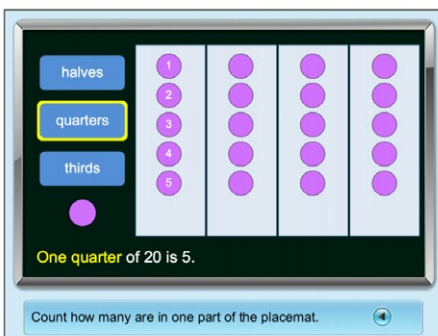 halves
quarters
thirds
1
2
3
4
5
One quarter of 20 is 5.
Count how many are in one part of the placemat.